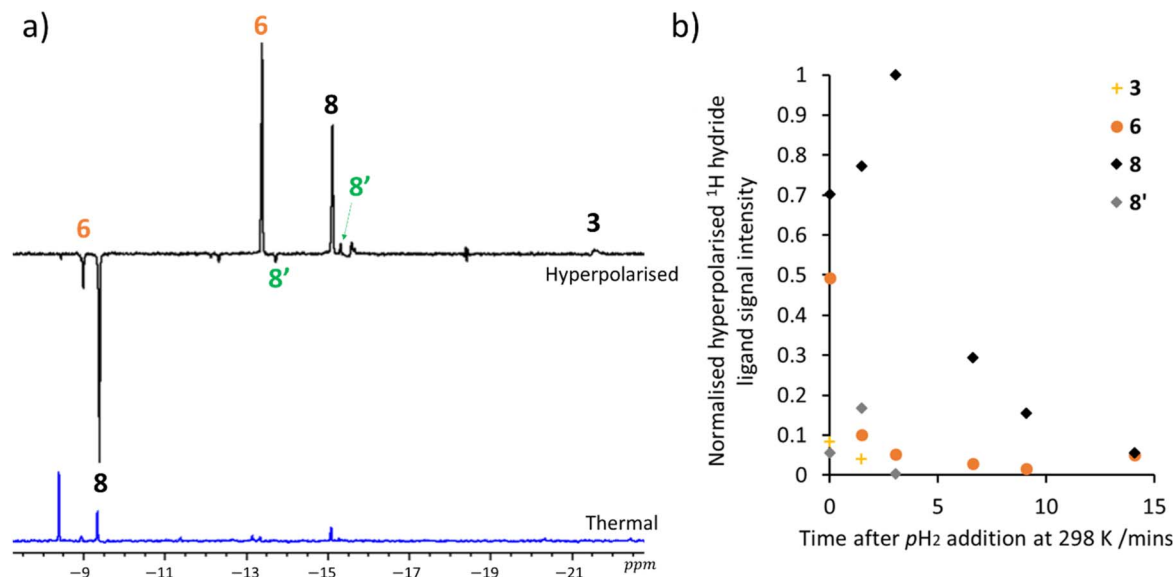 a)
6
8
8’
6
3
8’
Hyperpolarised
8
Thermal
−9 −11 −13 −15 −17 −19 −21 ppm
b)
Normalised hyperpolarised ¹H hydride
ligand signal intensity
1
0.9
0.8
0.7
0.6
0.5
0.4
0.3
0.2
0.1
0
0 5 10 15
Time after pH₂ addition at 298 K /mins
3
6
8
8'